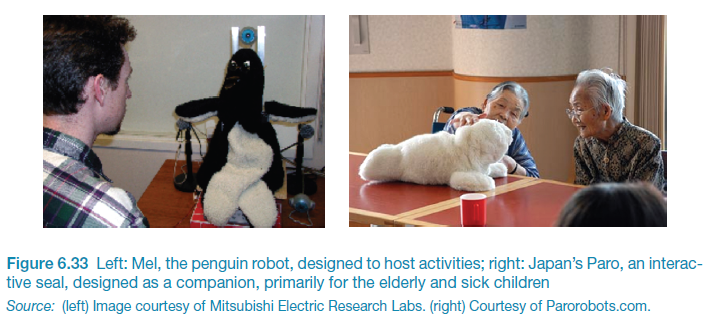 Figure 6.33 Left: Mel, the penguin robot, designed to host activities; right: Japan's Paro, an interac-
tive seal, designed as a companion, primarily for the elderly and sick children
Source: (left) Image courtesy of Mitsubishi Electric Research Labs. (right) Courtesy of Parorobots.com.